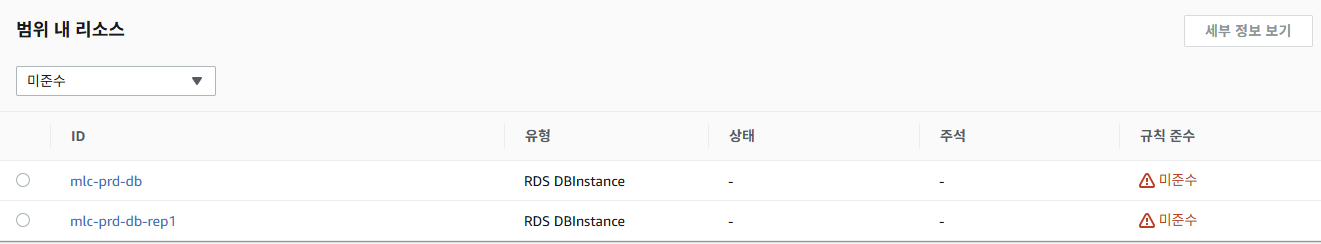 범위 내 리소스
세부 정보 보기
미준수
ID 유형 상태 주석 규칙 준수
mlc-prd-db RDS DBInstance - - 미준수
mlc-prd-db-rep1 RDS DBInstance - - 미준수